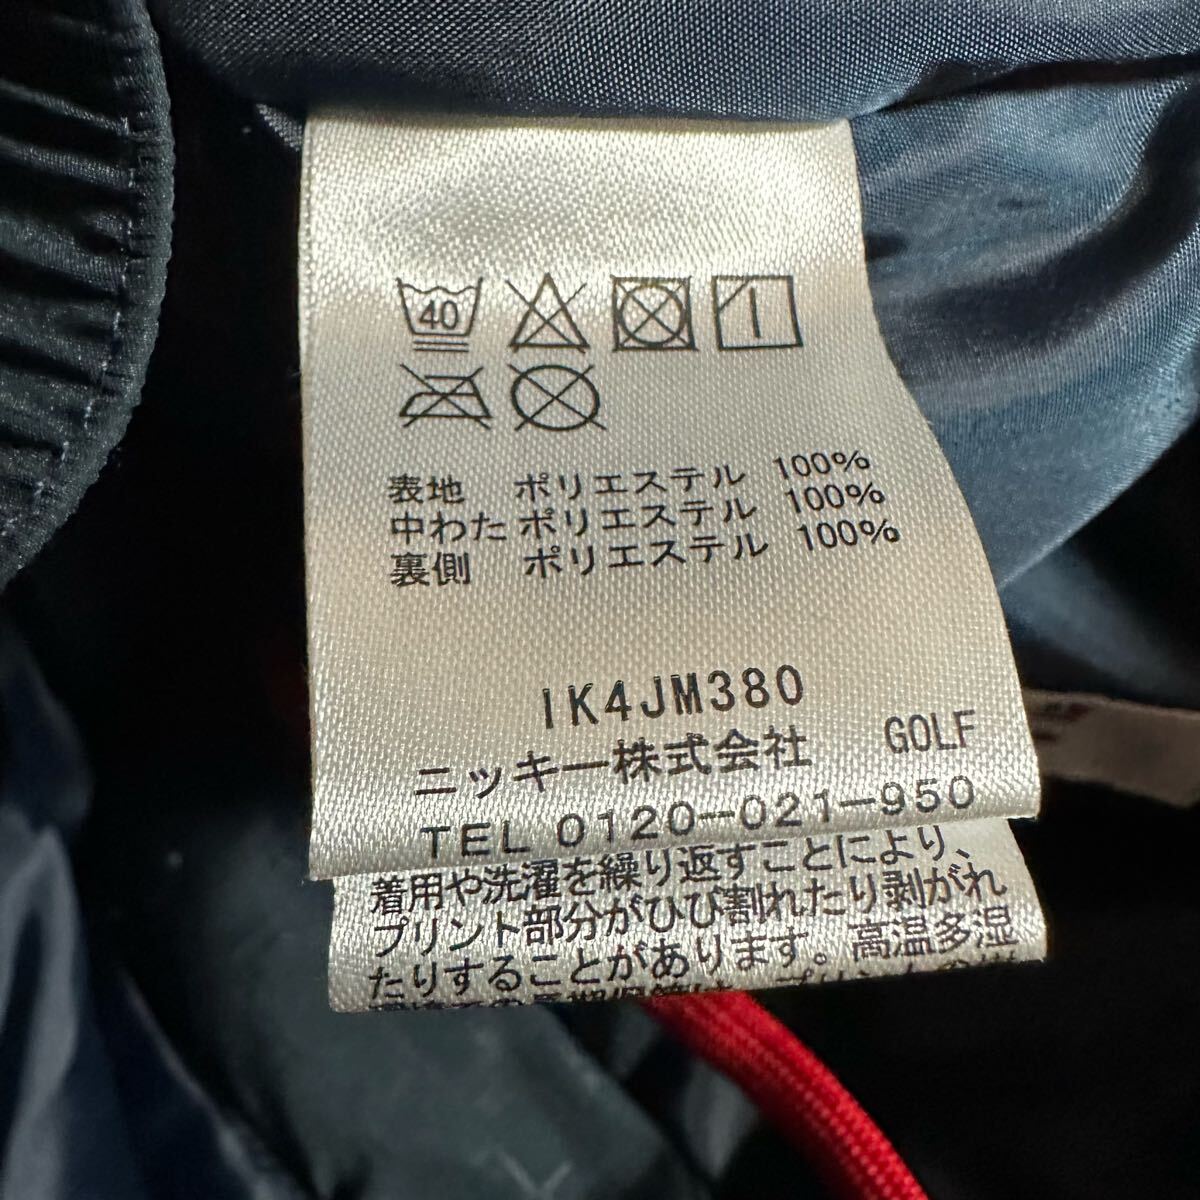 40
表地 ポリエステル 100%
中わた ポリエステル 100%
裏側 ポリエステル 100%
IK4JM380
ニッキー株式会社 GOLF
TEL 0120-021-950
着用や洗濯を繰り返すことにより、
プリント部分がひび割れたり剥がれ
たりすることがあります。高温多湿